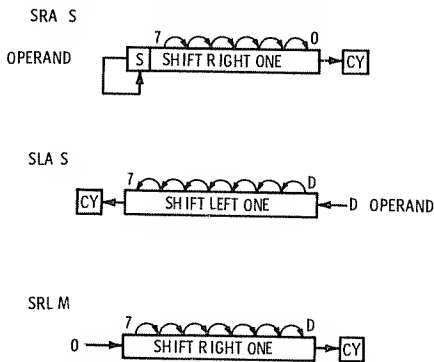 SRA S
7 0
OPERAND S SHIFT RIGHT ONE CY
SLA S
7 D
CY SHIFT LEFT ONE D OPERAND
SRL M
7 D
0 SHIFT RIGHT ONE CY